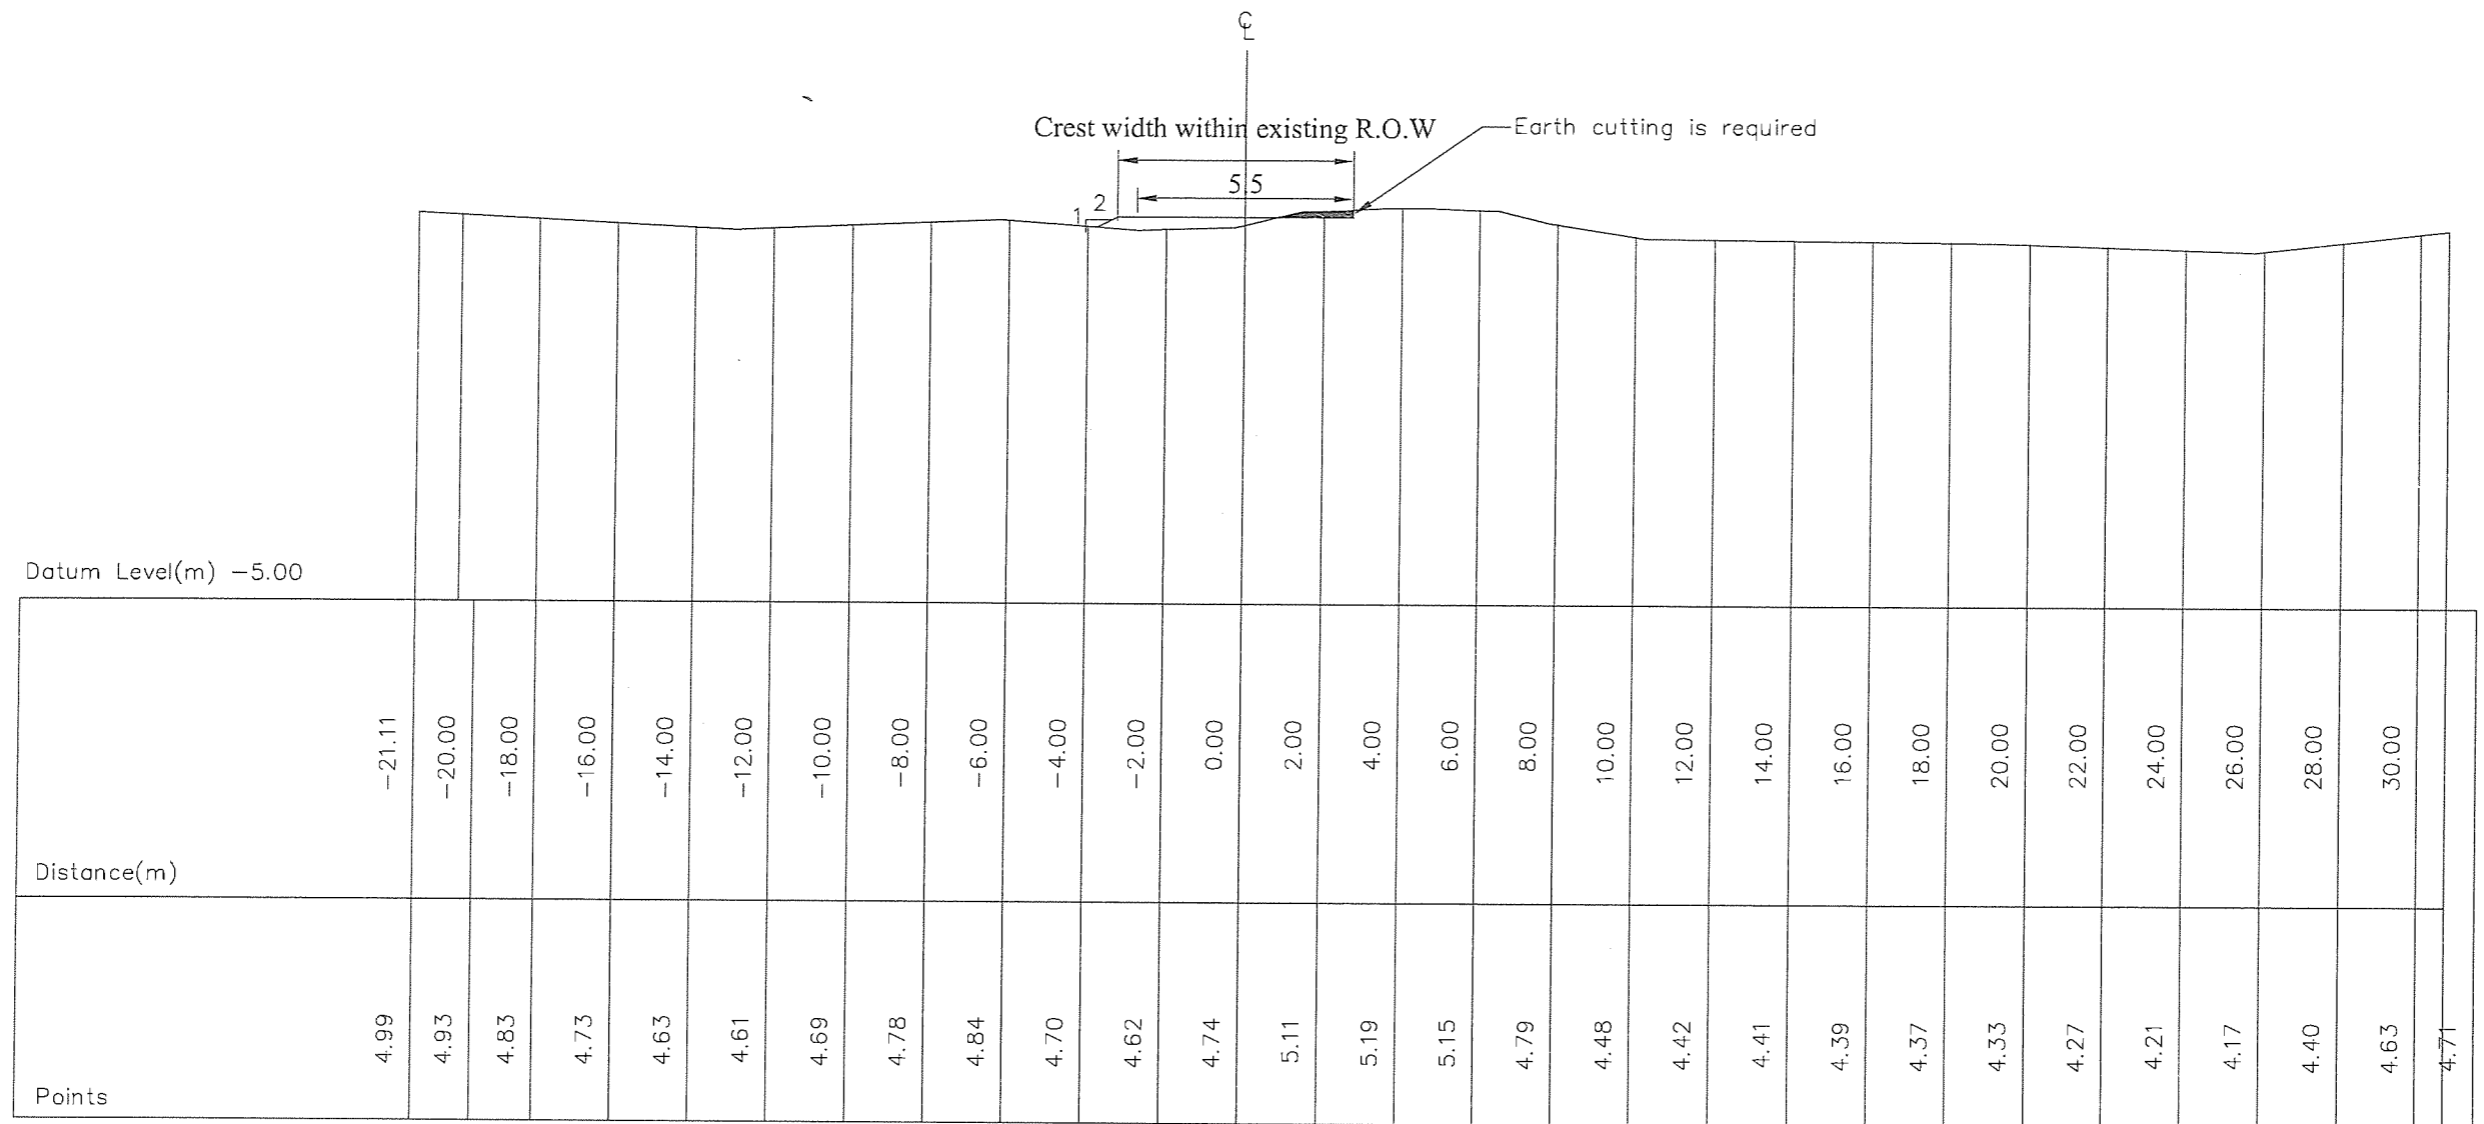 ℄
Crest width within existing R.O.W
Earth cutting is required
5.5
1 2
Datum Level(m) -5.00
-21.11 -20.00 -18.00 -16.00 -14.00 -12.00 -10.00 -8.00 -6.00 -4.00 -2.00 0.00 2.00 4.00 6.00 8.00 10.00 12.00 14.00 16.00 18.00 20.00 22.00 24.00 26.00 28.00 30.00
Distance(m)
4.99 4.93 4.83 4.73 4.63 4.61 4.69 4.78 4.84 4.70 4.62 4.74 5.11 5.19 5.15 4.79 4.48 4.42 4.41 4.39 4.37 4.33 4.27 4.21 4.17 4.40 4.63 4.71
Points